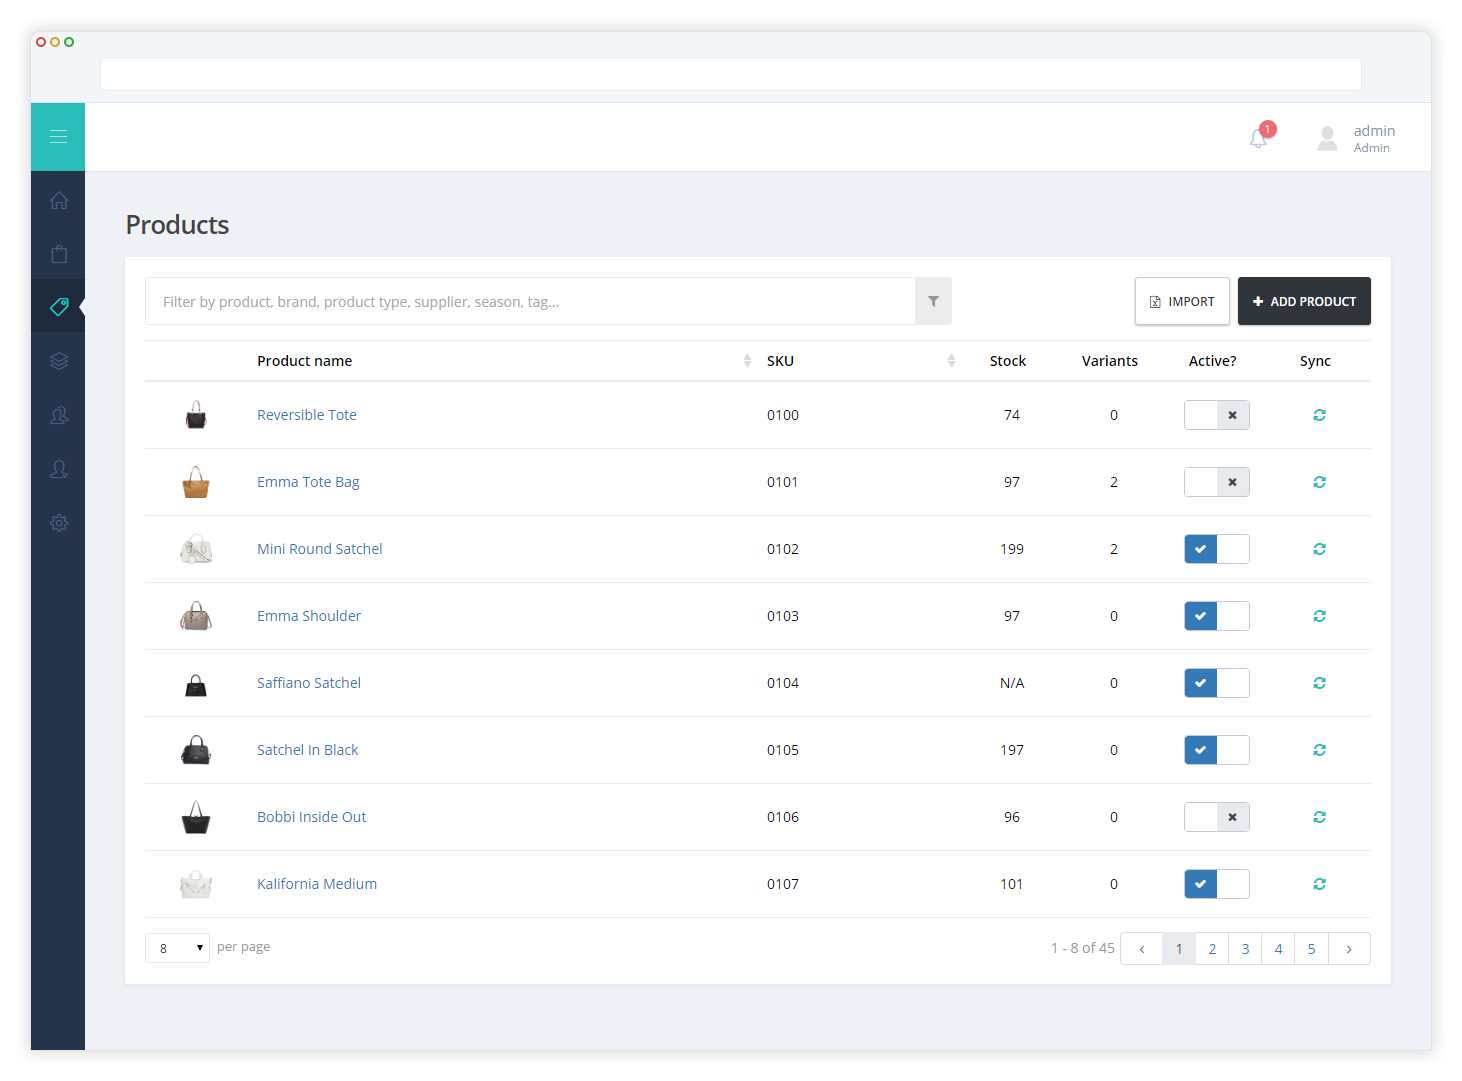 1
admin
Admin
Products
Filter by product, brand, product type, supplier, season, tag...
IMPORT
ADD PRODUCT
Product name SKU Stock Variants Active? Sync
Reversible Tote 0100 74 0
Emma Tote Bag 0101 97 2
Mini Round Satchel 0102 199 2
Emma Shoulder 0103 97 0
Saffiano Satchel 0104 N/A 0
Satchel In Black 0105 197 0
Bobbi Inside Out 0106 96 0
Kalifornia Medium 0107 101 0
8 per page 1 - 8 of 45 ‹ 1 2 3 4 5 ›